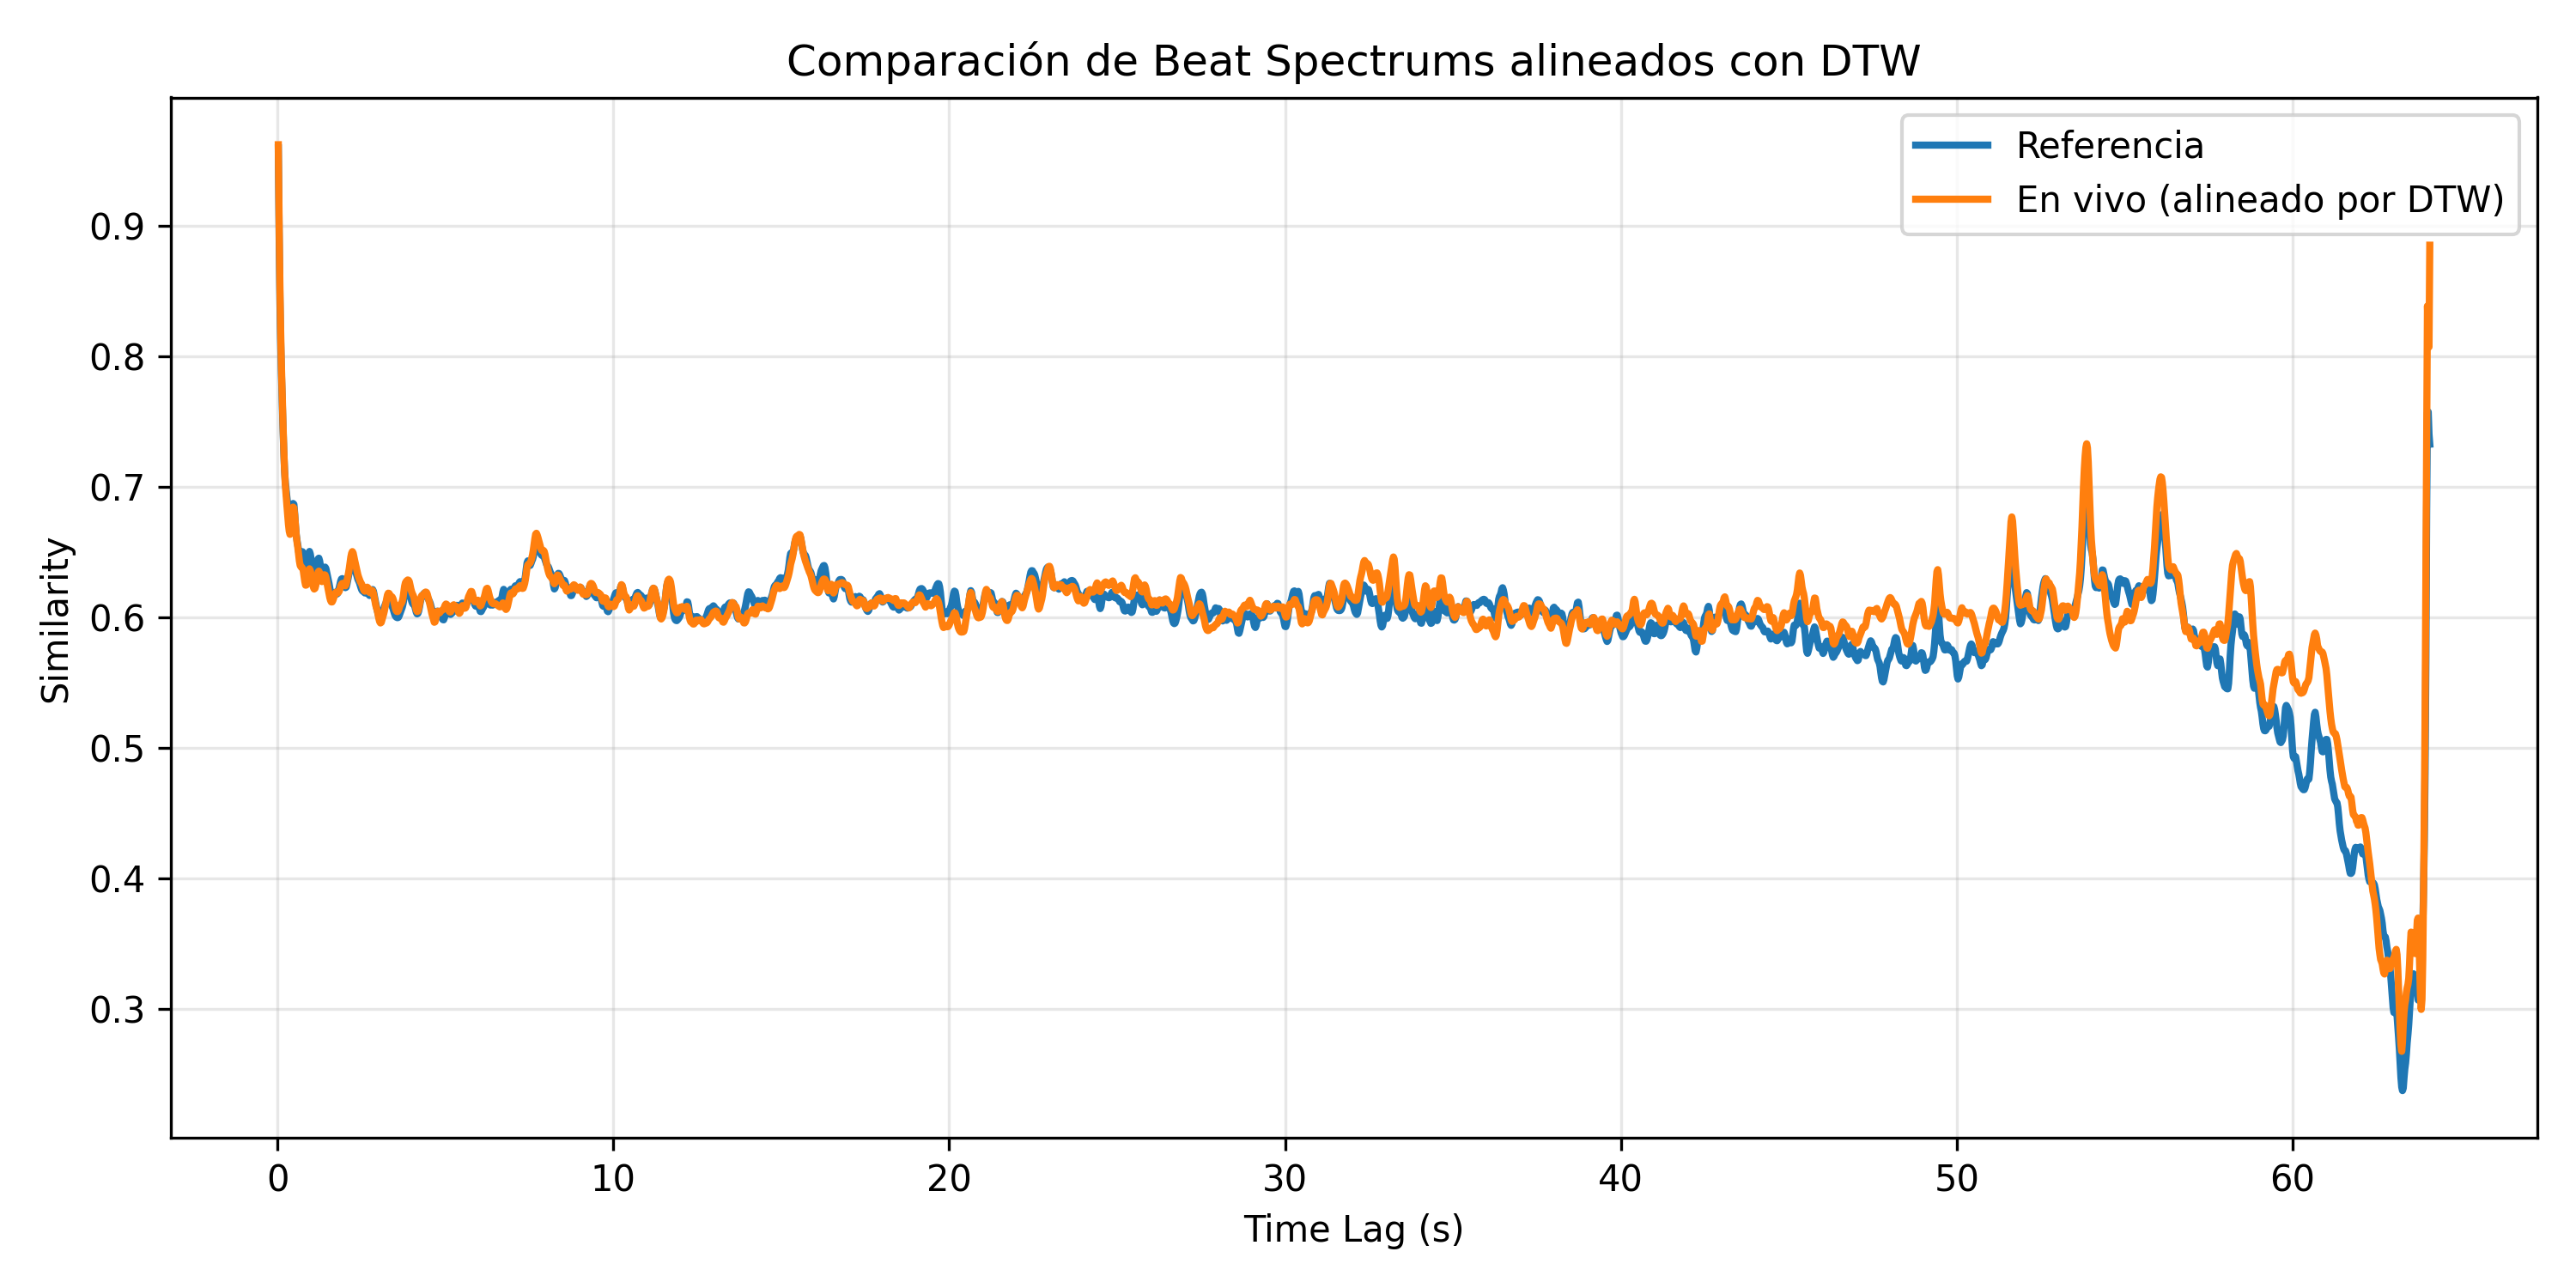 Comparación de Beat Spectrums alineados con DTW
Referencia
En vivo (alineado por DTW)
0.9
0.8
0.7
0.6
0.5
0.4
0.3
Similarity
0 10 20 30 40 50 60
Time Lag (s)